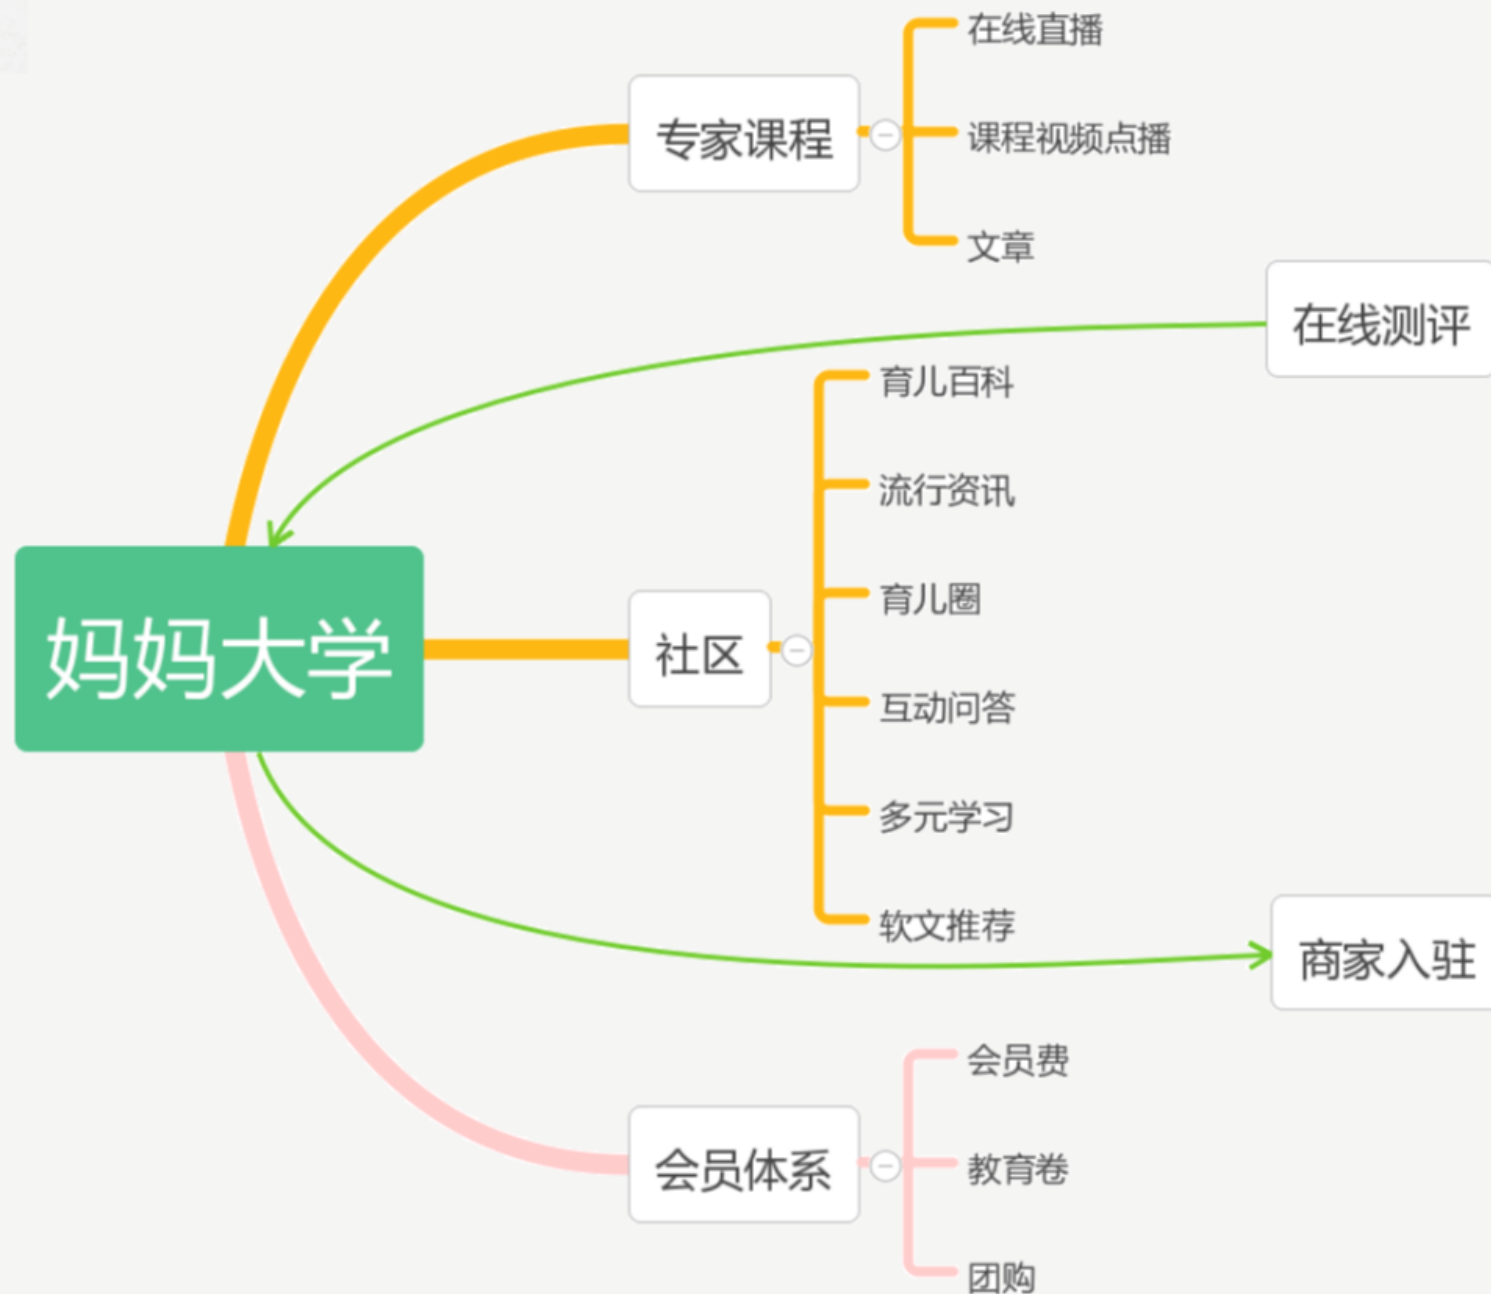 在线直播
专家课程
课程视频点播
文章
在线测评
育儿百科
流行资讯
育儿圈
妈妈大学
社区
互动问答
多元学习
软文推荐
商家入驻
会员费
会员体系
教育卷
团购